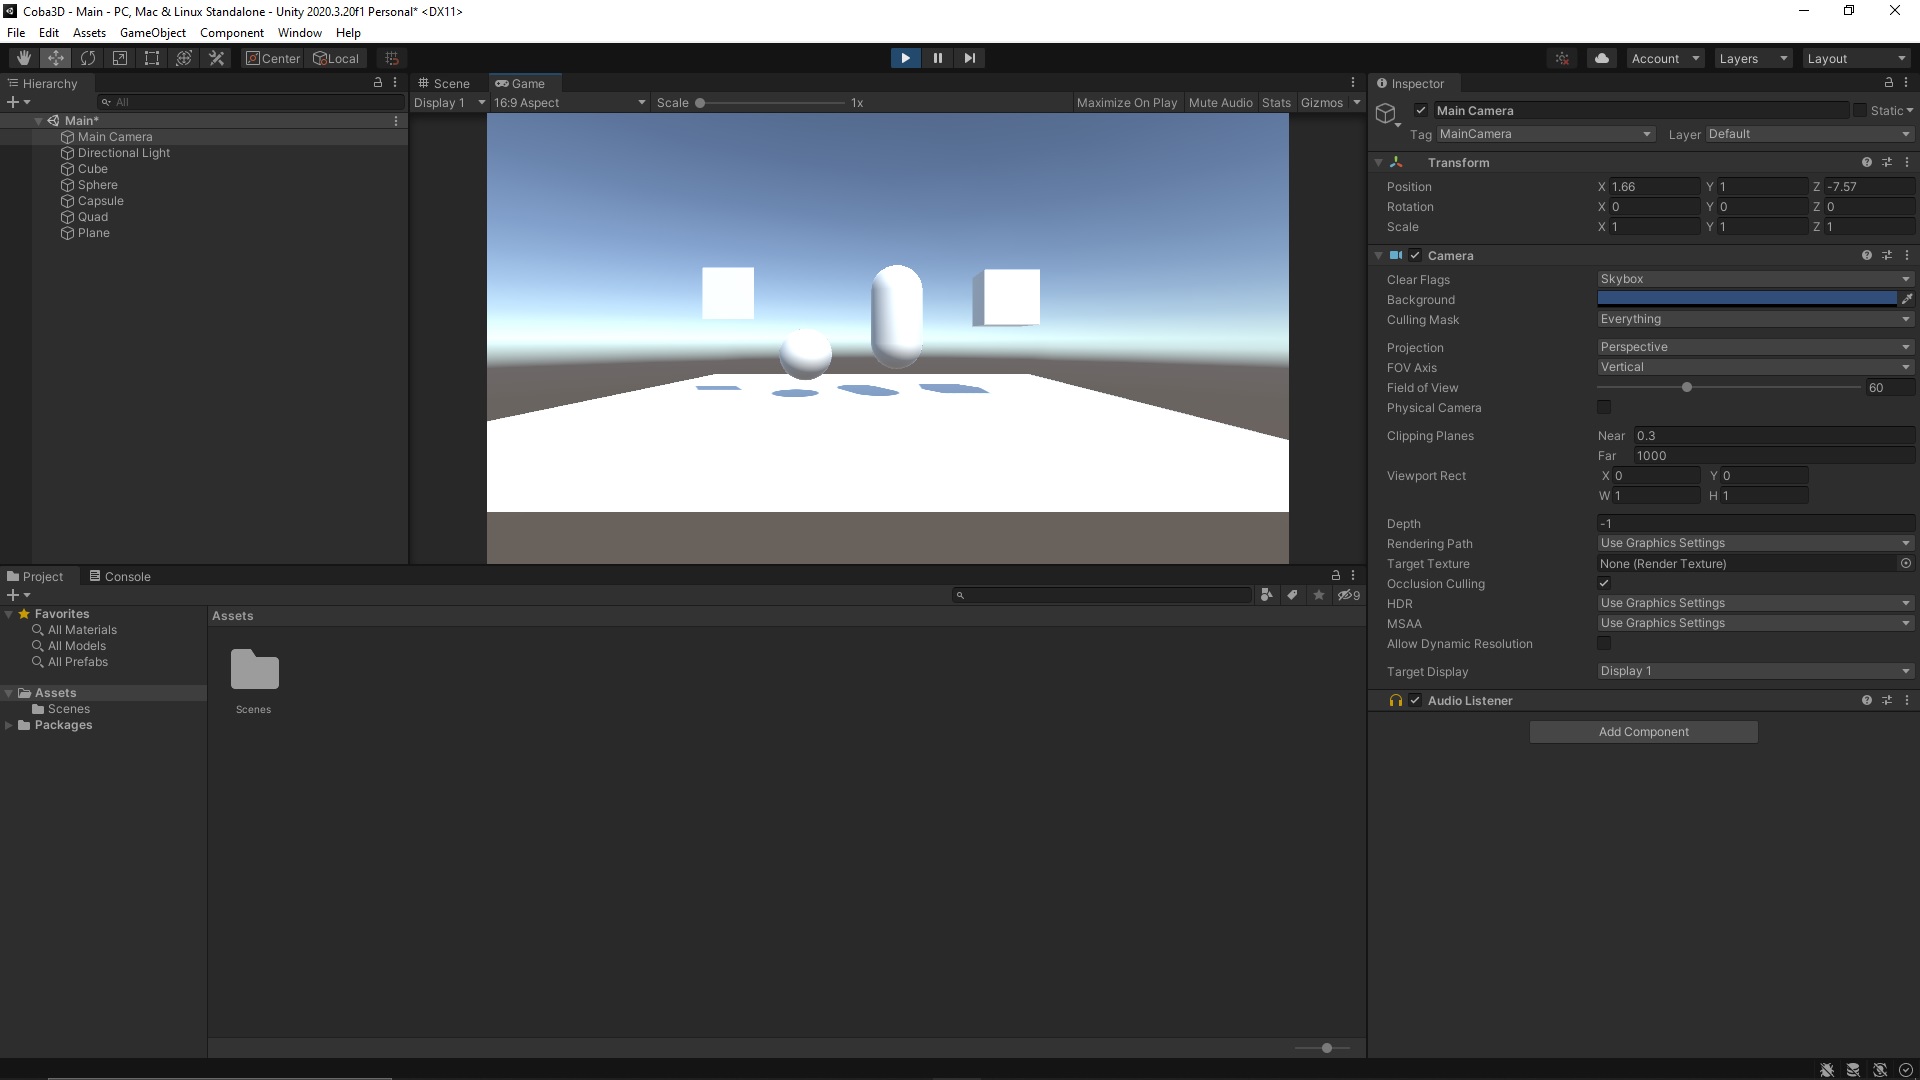 Coba3D - Main - PC, Mac & Linux Standalone - Unity 2020.3.20f1 Personal* <DX11>
File Edit Assets GameObject Component Window Help
Center Local Account Layers Layout
Hierarchy
All
Main*
Main Camera
Directional Light
Cube
Sphere
Capsule
Quad
Plane
Scene Game
Display 1 16:9 Aspect Scale 1x Maximize On Play Mute Audio Stats Gizmos
Project Console
9
Favorites
All Materials
All Models
All Prefabs
Assets
Scenes
Packages
Assets
Scenes
Inspector
Main Camera Static
Tag MainCamera Layer Default
Transform
Position X 1.66 Y 1 Z -7.57
Rotation X 0 Y 0 Z 0
Scale X 1 Y 1 Z 1
Camera
Clear Flags Skybox
Background
Culling Mask Everything
Projection Perspective
FOV Axis Vertical
Field of View 60
Physical Camera
Clipping Planes Near 0.3
Far 1000
Viewport Rect X 0 Y 0
W 1 H 1
Depth -1
Rendering Path Use Graphics Settings
Target Texture None (Render Texture)
Occlusion Culling
HDR Use Graphics Settings
MSAA Use Graphics Settings
Allow Dynamic Resolution
Target Display Display 1
Audio Listener
Add Component